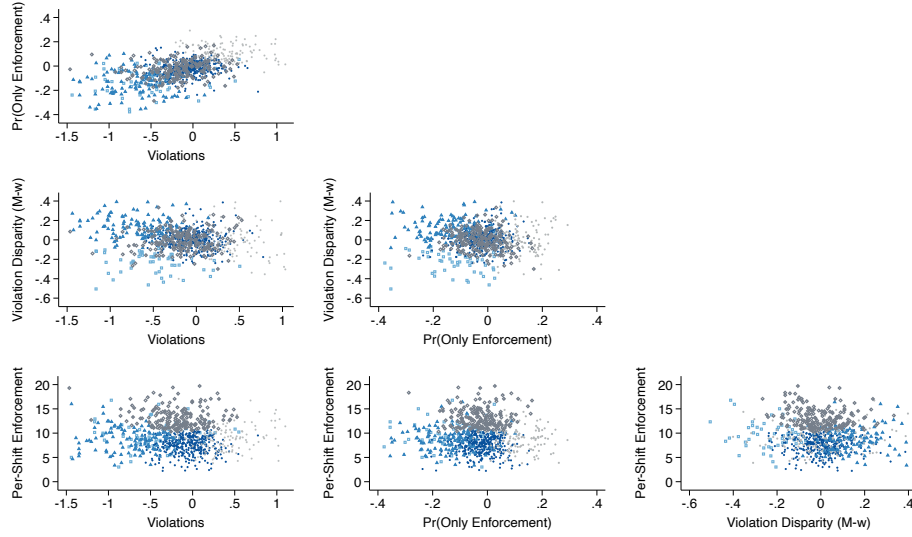 Pr(Only Enforcement)
.4
.2
0
-.2
-.4
-1.5 -1 -.5 0 .5 1
Violations
Violation Disparity (M-w)
.4
.2
0
-.2
-.4
-.6
-1.5 -1 -.5 0 .5 1
Violations
Violation Disparity (M-w)
.4
.2
0
-.2
-.4
-.6
-.4 -.2 0 .2 .4
Pr(Only Enforcement)
Per-Shift Enforcement
20
15
10
5
0
-1.5 -1 -.5 0 .5 1
Violations
Per-Shift Enforcement
20
15
10
5
0
-.4 -.2 0 .2 .4
Pr(Only Enforcement)
Per-Shift Enforcement
20
15
10
5
0
-.6 -.4 -.2 0 .2 .4
Violation Disparity (M-w)